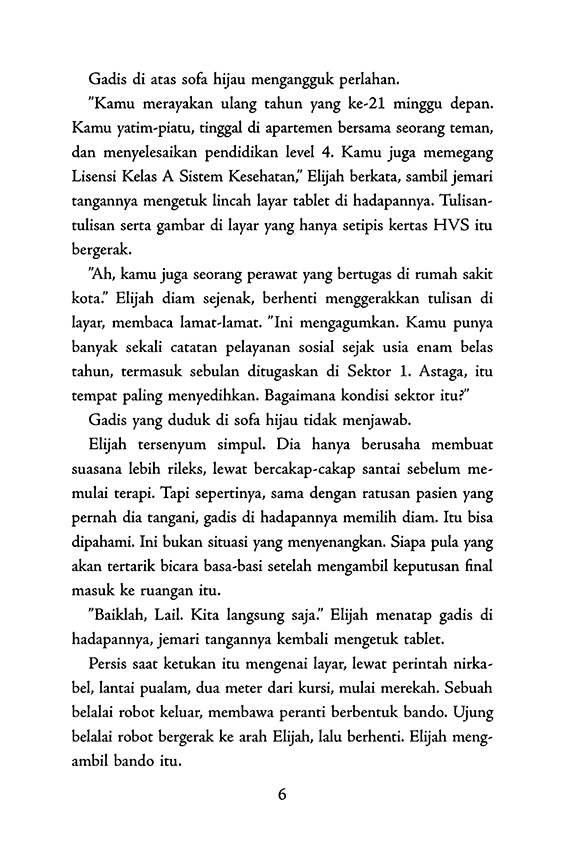 Gadis di atas sofa hijau mengangguk perlahan.
"Kamu merayakan ulang tahun yang ke-21 minggu depan.
Kamu yatim-piatu, tinggal di apartemen bersama seorang teman,
dan menyelesaikan pendidikan level 4. Kamu juga memegang
Lisensi Kelas A Sistem Kesehatan," Elijah berkata, sambil jemari
tangannya mengetuk lincah layar tablet di hadapannya. Tulisan-
tulisan serta gambar di layar yang hanya setipis kertas HVS itu
bergerak.
"Ah, kamu juga seorang perawat yang bertugas di rumah sakit
kota." Elijah diam sejenak, berhenti menggerakkan tulisan di
layar, membaca lamat-lamat. "Ini mengagumkan. Kamu punya
banyak sekali catatan pelayanan sosial sejak usia enam belas
tahun, termasuk sebulan ditugaskan di Sektor 1. Astaga, itu
tempat paling menyedihkan. Bagaimana kondisi sektor itu?"
Gadis yang duduk di sofa hijau tidak menjawab.
Elijah tersenyum simpul. Dia hanya berusaha membuat
suasana lebih rileks, lewat bercakap-cakap santai sebelum me-
mulai terapi. Tapi sepertinya, sama dengan ratusan pasien yang
pernah dia tangani, gadis di hadapannya memilih diam. Itu bisa
dipahami. Ini bukan situasi yang menyenangkan. Siapa pula yang
akan tertarik bicara basa-basi setelah mengambil keputusan final
masuk ke ruangan itu.
"Baiklah, Lail. Kita langsung saja." Elijah menatap gadis di
hadapannya, jemari tangannya kembali mengetuk tablet.
Persis saat ketukan itu mengenai layar, lewat perintah nirka-
bel, lantai pualam, dua meter dari kursi, mulai merekah. Sebuah
belalai robot keluar, membawa peranti berbentuk bando. Ujung
belalai robot bergerak ke arah Elijah, lalu berhenti. Elijah meng-
ambil bando itu.
6